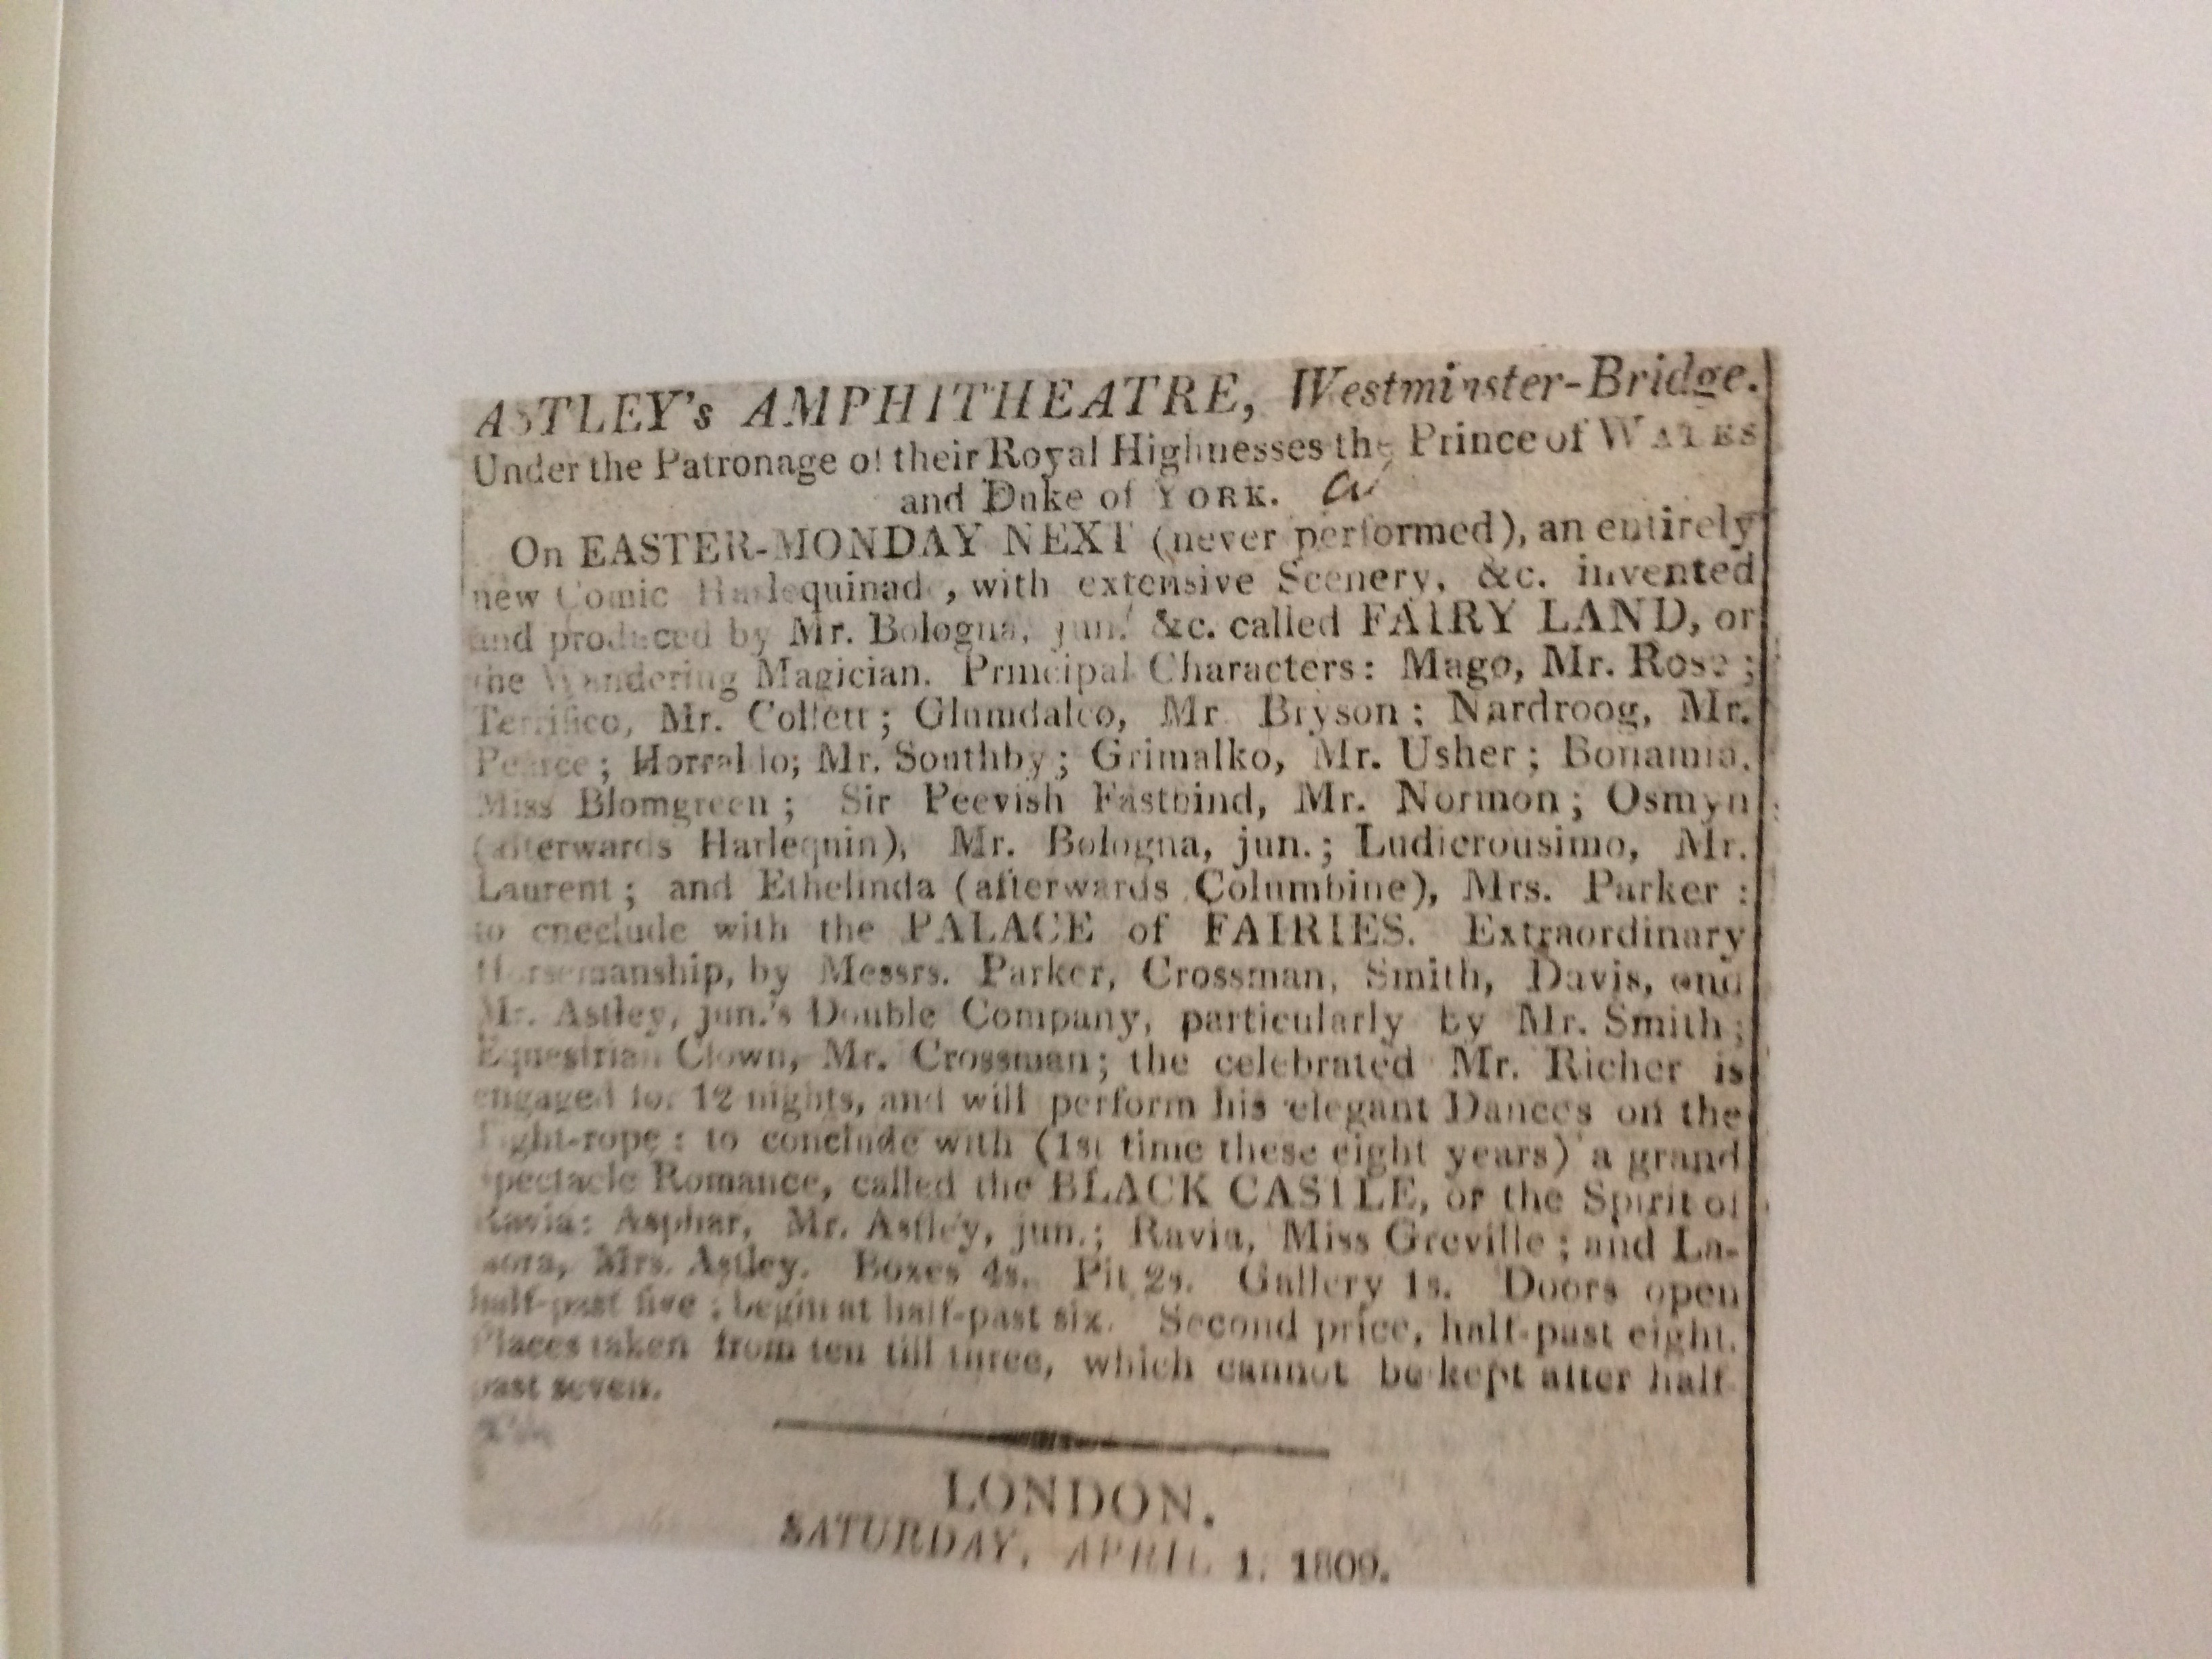 ASTLEY's AMPHITHEATRE, Westminster-Bridge.
Under the Patronage of their Royal Highnesses the Prince of WALES
and Duke of YORK.
On EASTER-MONDAY NEXT (never performed), an entirely
new Comic Harlequinade, with extensive Scenery, &c. invented
and produced by Mr. Bologna, jun. &c. called FAIRY LAND, or
the Wandering Magician. Principal Characters: Mago, Mr. Rose;
Terrifico, Mr. Collett; Glumdalco, Mr. Bryson; Nardroog, Mr.
Pearce; Horraldo; Mr. Southby; Grimalko, Mr. Usher; Bonamia,
Miss Blomgreen; Sir Peevish Fastbind, Mr. Normon; Osmyn
(afterwards Harlequin), Mr. Bologna, jun.; Ludicrousimo, Mr.
Laurent; and Ethelinda (afterwards Columbine), Mrs. Parker:
to cneclude with the PALACE of FAIRIES. Extraordinary
Horsemanship, by Messrs. Parker, Crossman, Smith, Davis, and
Mr. Astley, jun.'s Double Company, particularly by Mr. Smith;
Equestrian Clown, Mr. Crossman; the celebrated Mr. Richer is
engaged for 12 nights, and will perform his elegant Dances on the
Tight-rope: to conclude with (1st time these eight years) a grand
spectacle Romance, called the BLACK CASTLE, or the Spirit of
Ravia: Asphar, Mr. Astley, jun.; Ravia, Miss Greville; and La-
Mrs. Astley. Boxes 4s. Pit 2s. Gallery 1s. Doors open
half-past five; begin at half-past six. Second price, half-past eight.
Places taken from ten till three, which cannot be kept after half-
past seven.
LONDON.
SATURDAY, APRIL 1, 1809.